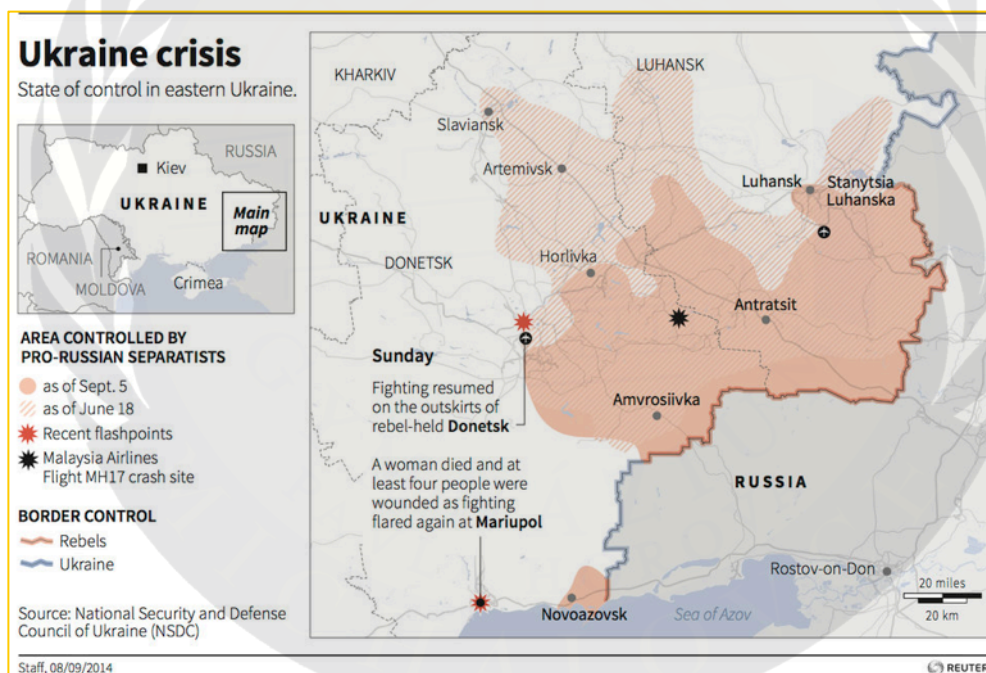 Ukraine crisis
State of control in eastern Ukraine.
RUSSIA
Kiev
UKRAINE
Main
map
ROMANIA
MOLDOVA
Crimea
AREA CONTROLLED BY
PRO-RUSSIAN SEPARATISTS
as of Sept. 5
as of June 18
Recent flashpoints
Malaysia Airlines
Flight MH17 crash site
BORDER CONTROL
Rebels
Ukraine
Source: National Security and Defense
Council of Ukraine (NSDC)
KHARKIV
LUHANSK
Slaviansk
Artemivsk
Luhansk
Stanytsia
Luhanska
UKRAINE
DONETSK
Horlivka
Antratsit
Sunday
Fighting resumed
on the outskirts of
rebel-held Donetsk
Amvrosiivka
A woman died and at
least four people were
wounded as fighting
flared again at Mariupol
RUSSIA
Rostov-on-Don
Novoazovsk
Sea of Azov
20 miles
20 km
Staff, 08/09/2014
REUTER